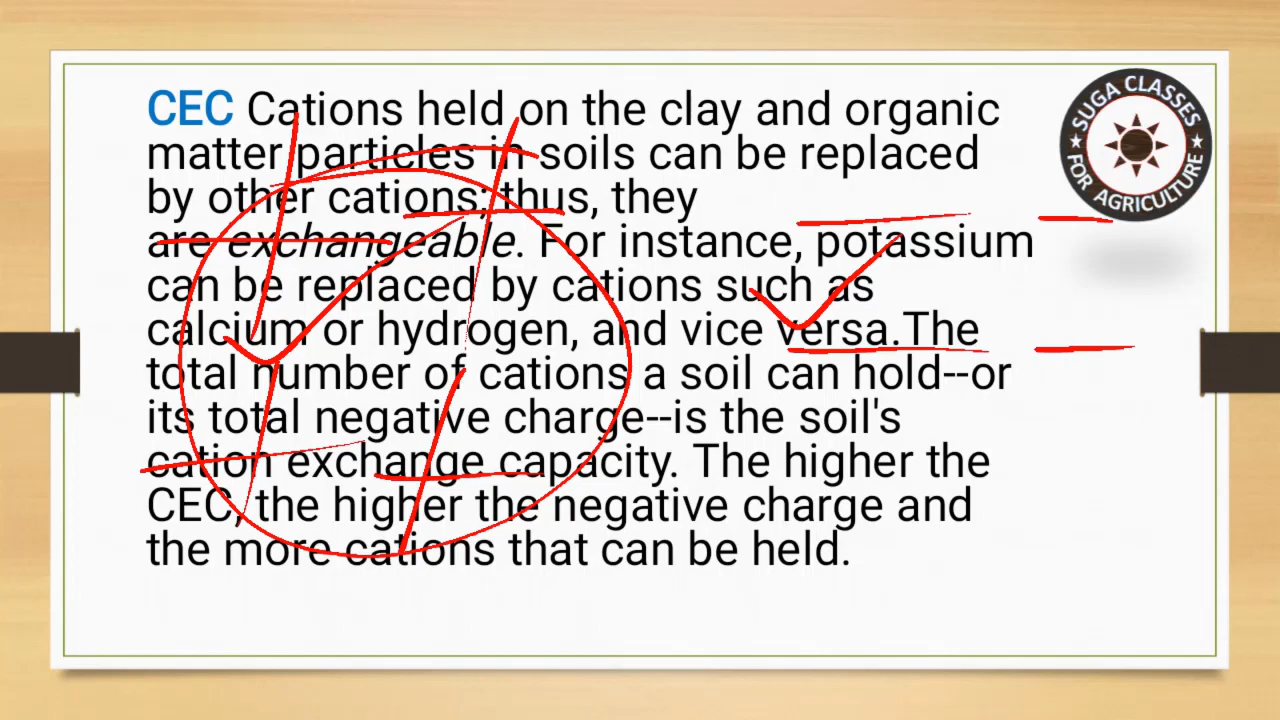 CEC Cations held on the clay and organic
matter particles in soils can be replaced
by other cations; thus, they
are exchangeable. For instance, potassium
can be replaced by cations such as
calcium or hydrogen, and vice versa.The
total number of cations a soil can hold--or
its total negative charge--is the soil's
cation exchange capacity. The higher the
CEC, the higher the negative charge and
the more cations that can be held.
SUGA CLASSES
FOR AGRICULTURE